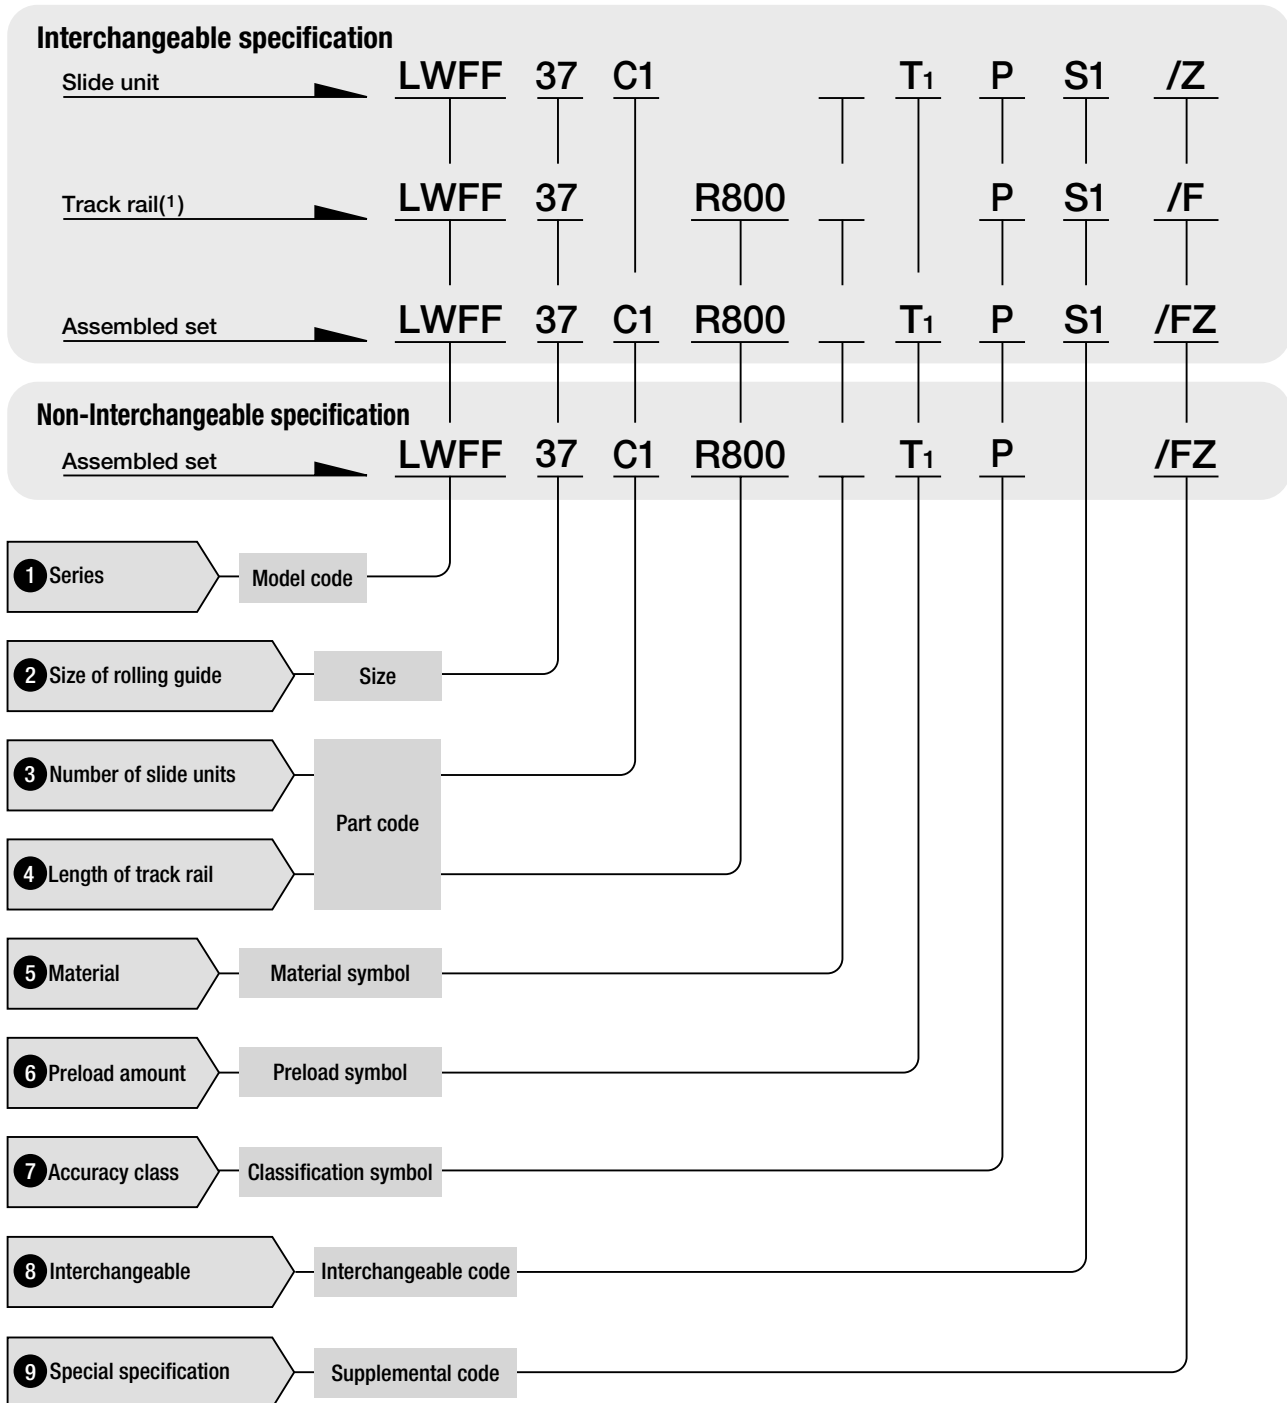 Interchangeable specification
Slide unit LWFF 37 C1 T1 P S1 /Z
Track rail(1) LWFF 37 R800 P S1 /F
Assembled set LWFF 37 C1 R800 T1 P S1 /FZ
Non-Interchangeable specification
Assembled set LWFF 37 C1 R800 T1 P /FZ
1 Series Model code
2 Size of rolling guide Size
3 Number of slide units
Part code
4 Length of track rail
5 Material Material symbol
6 Preload amount Preload symbol
7 Accuracy class Classification symbol
8 Interchangeable Interchangeable code
9 Special specification Supplemental code